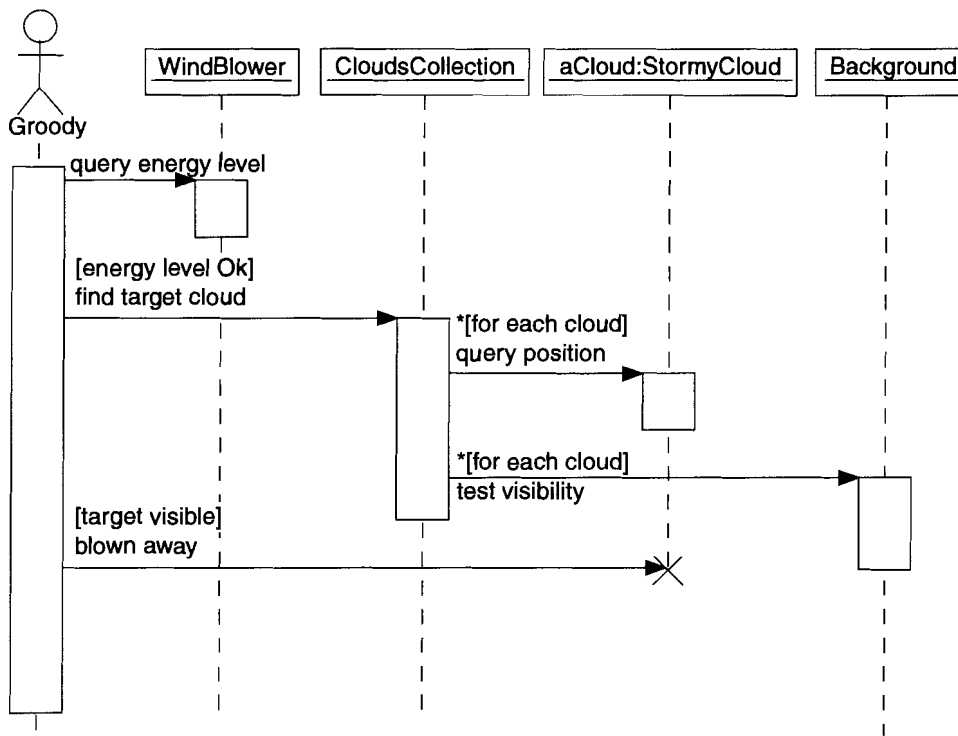 WindBlower
CloudsCollection
aCloud:StormyCloud
Background
Groody
query energy level
[energy level Ok]
find target cloud
*[for each cloud]
query position
*[for each cloud]
test visibility
[target visible]
blown away